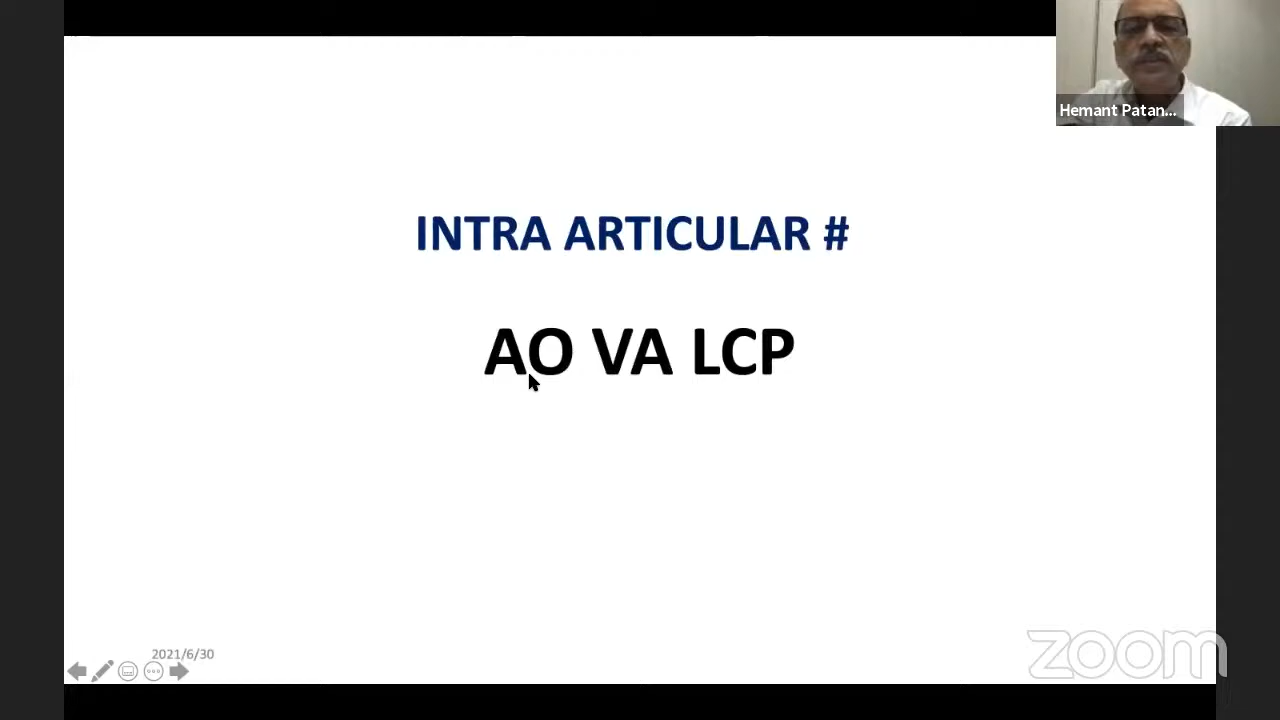 Hemant Patan...
INTRA ARTICULAR #
AO VA LCP
2021/6/30
zoom